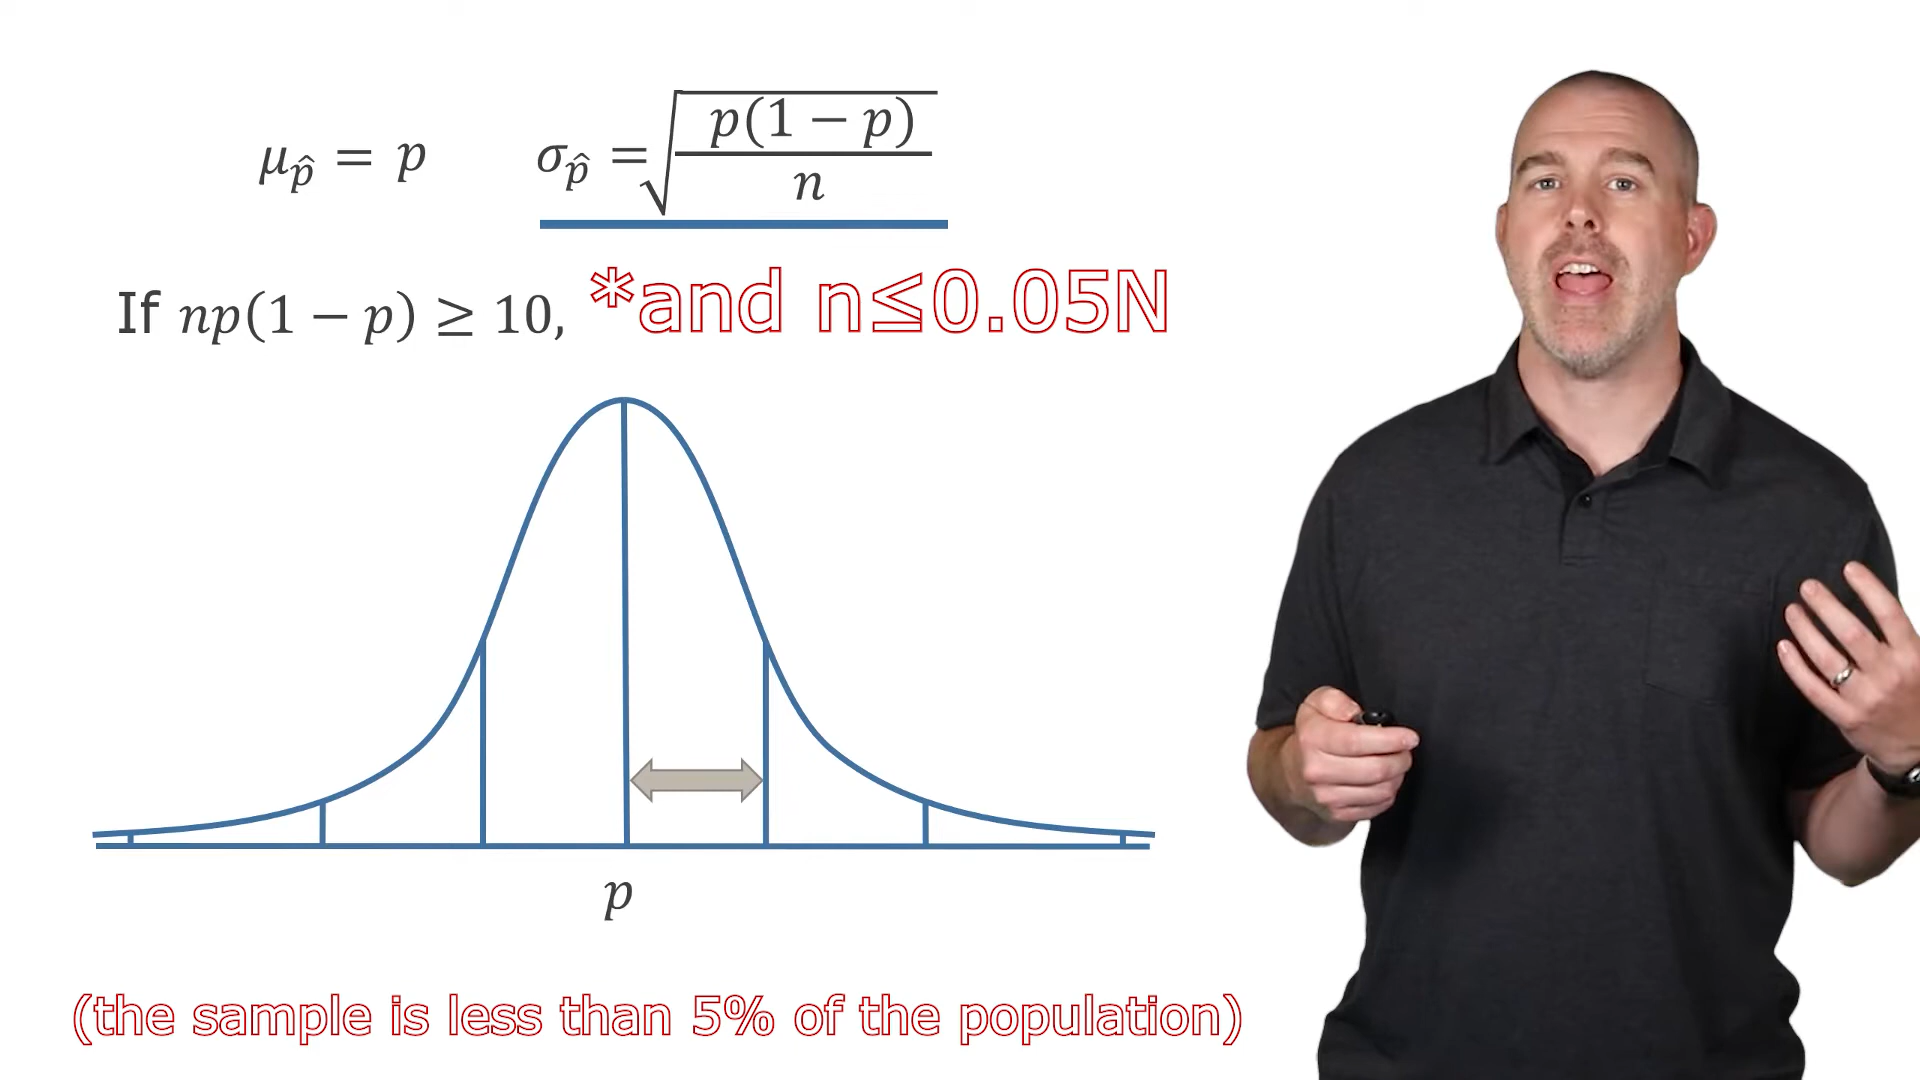 μ_p̂ = p    σ_p̂ = √(p(1 − p)/n)
If np(1 − p) ≥ 10, *and n≤0.05N
p
(the sample is less than 5% of the population)